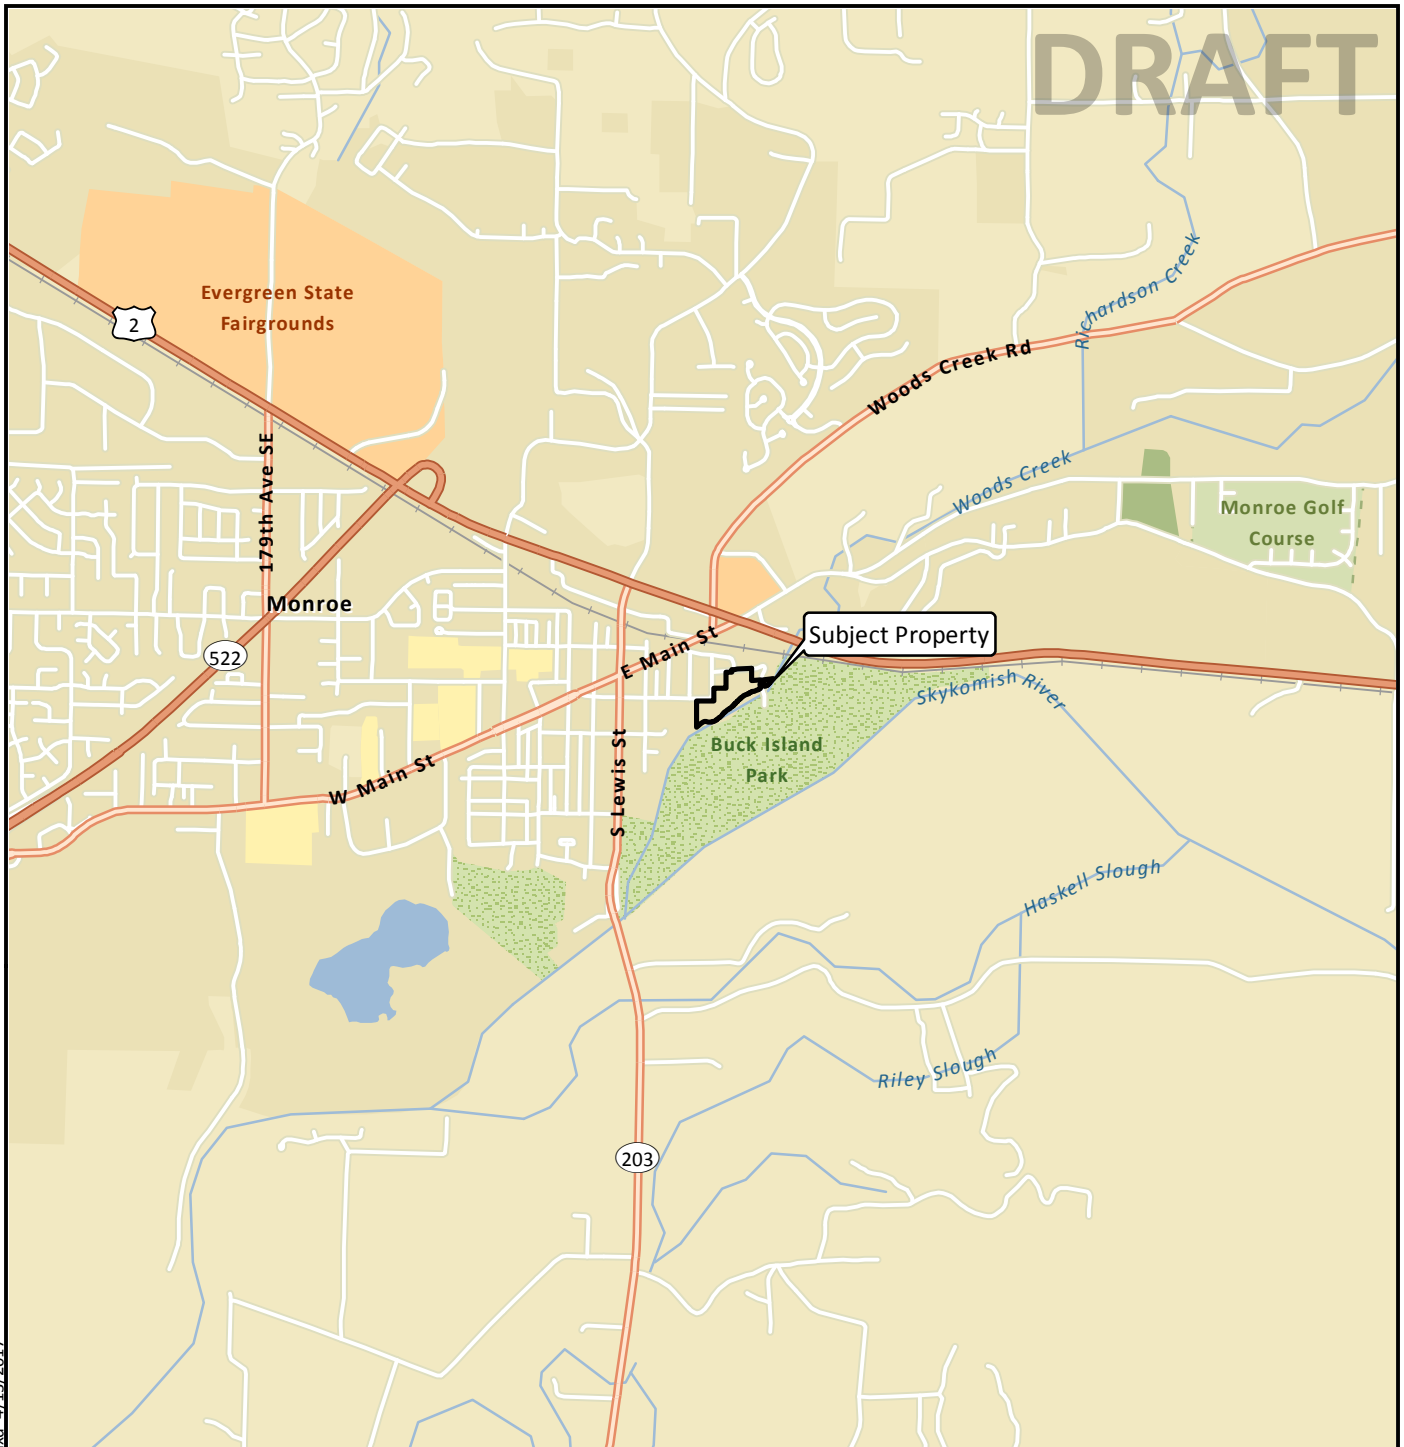 DRAFT
Evergreen State
Fairgrounds
2
Richardson Creek
Woods Creek Rd
179th Ave SE
Woods Creek
Monroe Golf
Course
Monroe
522
E Main St
Subject Property
Skykomish River
Buck Island
Park
W Main St
S Lewis St
Haskell Slough
Riley Slough
203